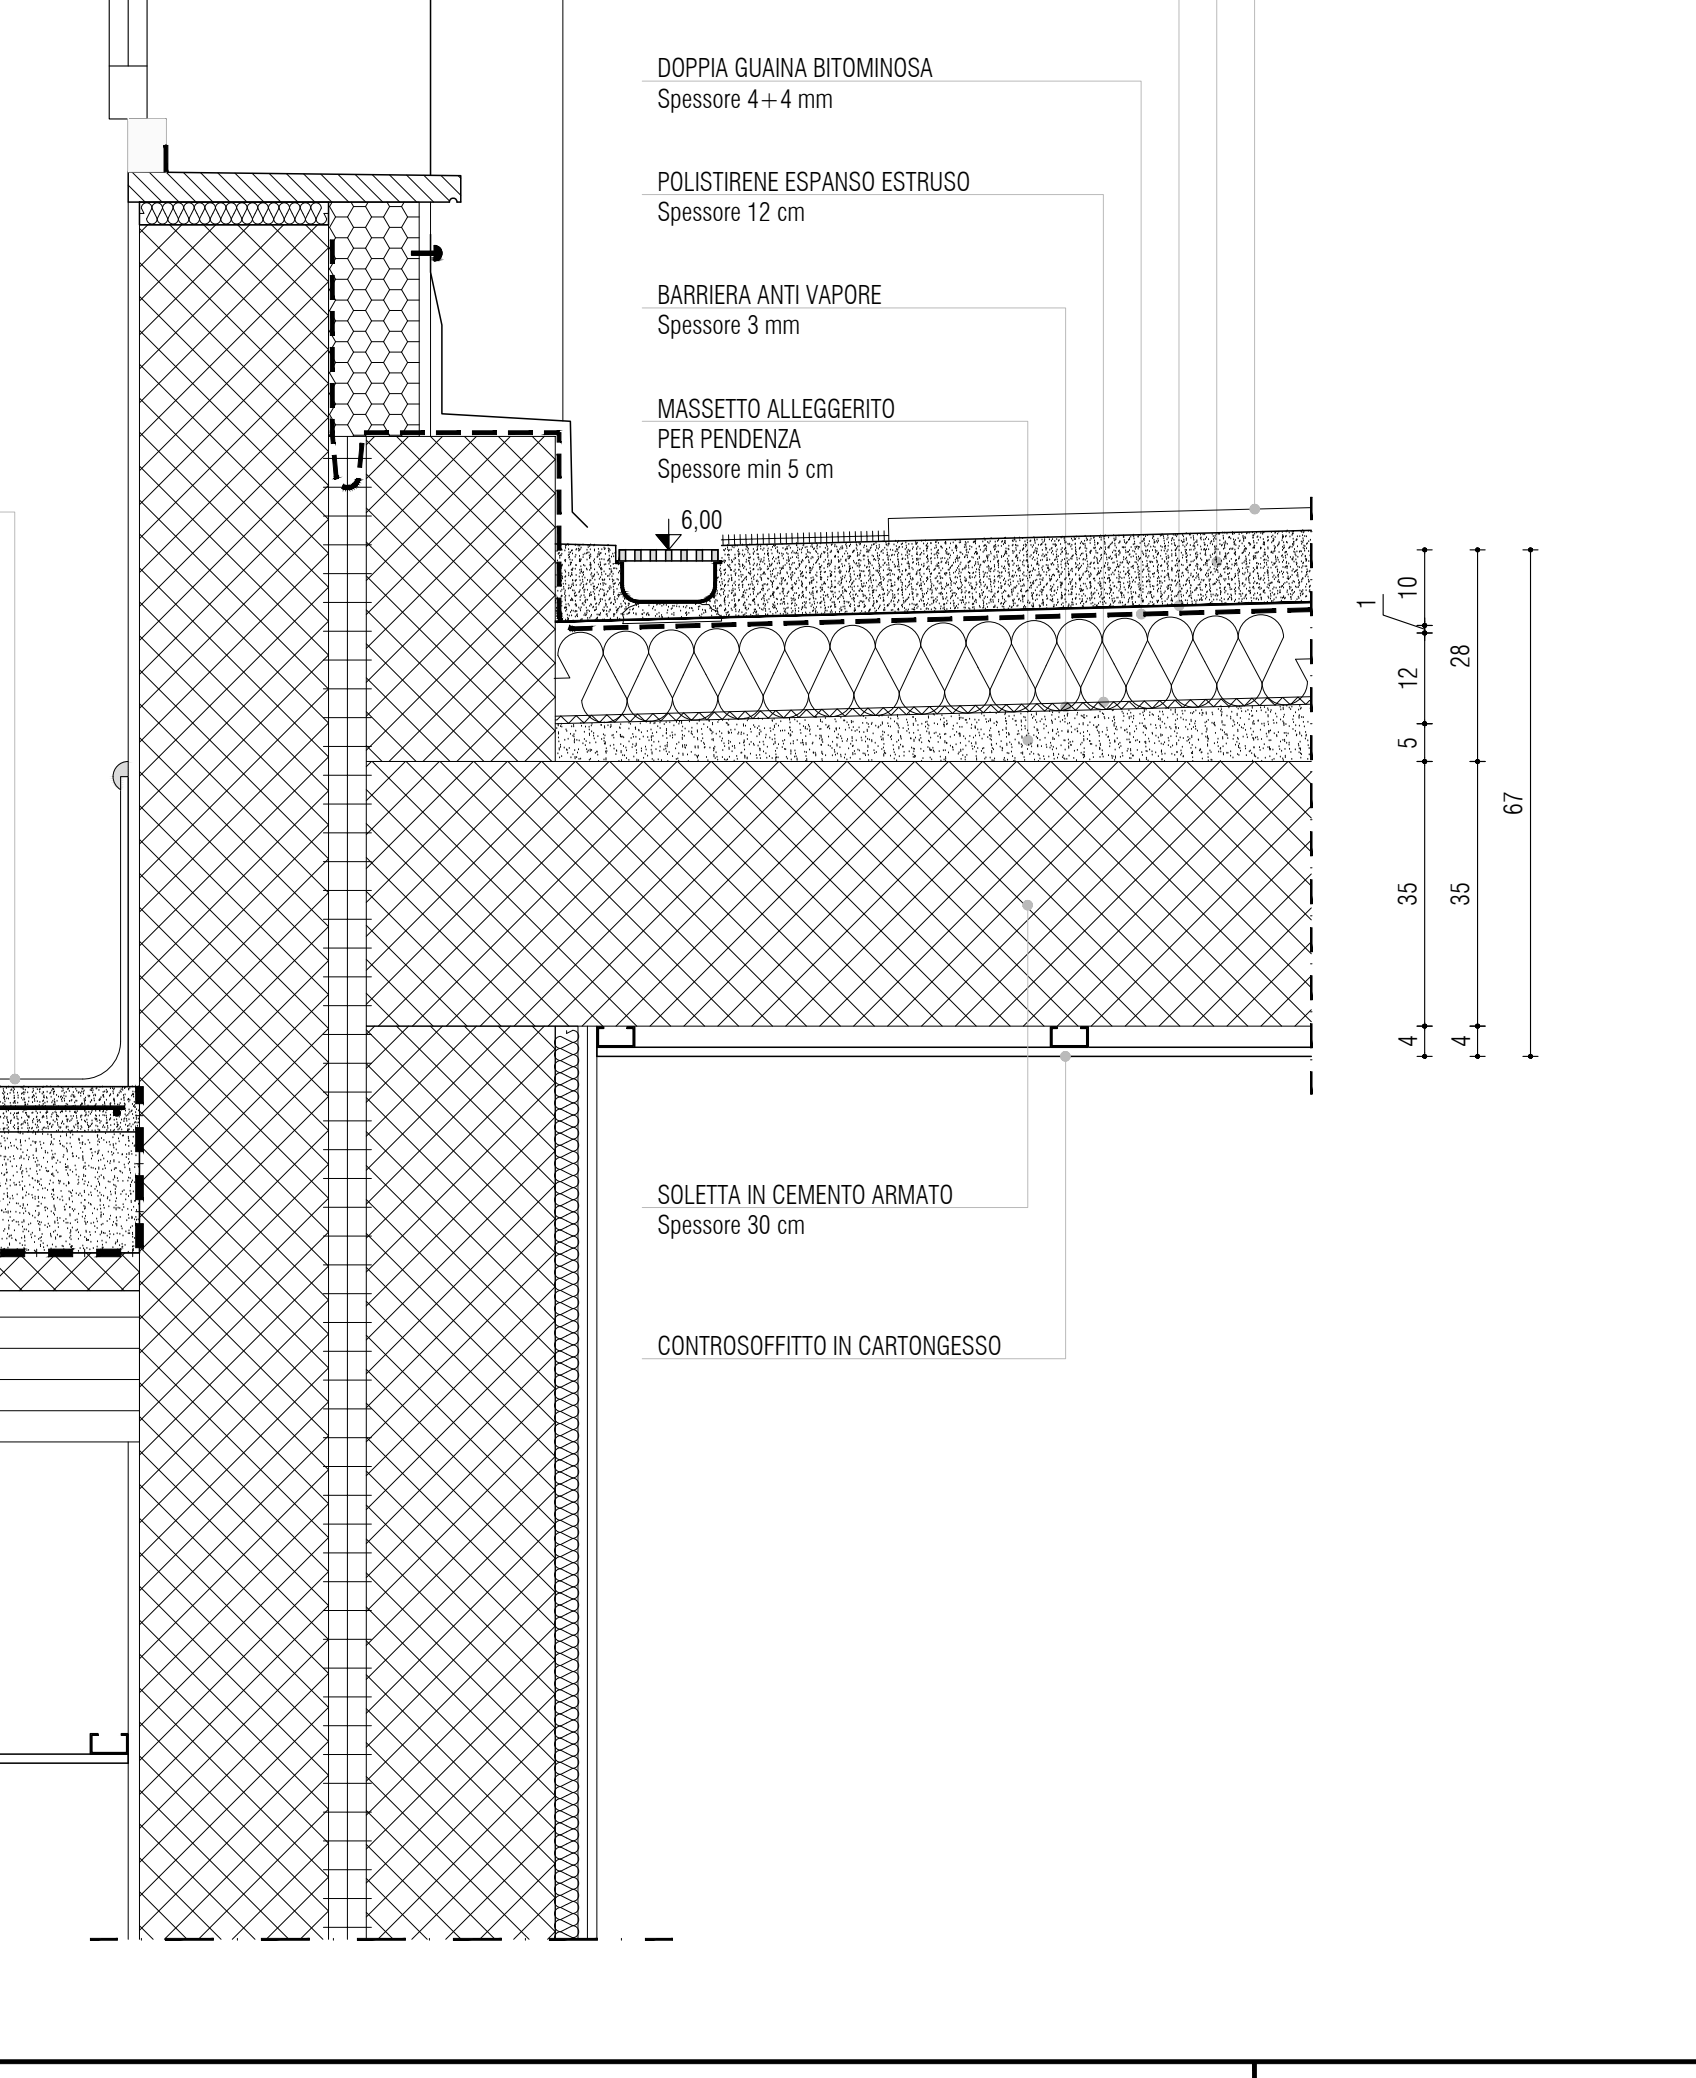 DOPPIA GUAINA BITOMINOSA
Spessore 4+4 mm
POLISTIRENE ESPANSO ESTRUSO
Spessore 12 cm
BARRIERA ANTI VAPORE
Spessore 3 mm
MASSETTO ALLEGGERITO
PER PENDENZA
Spessore min 5 cm
6,00
1
10
12
5
35
4
28
35
4
67
SOLETTA IN CEMENTO ARMATO
Spessore 30 cm
CONTROSOFFITTO IN CARTONGESSO